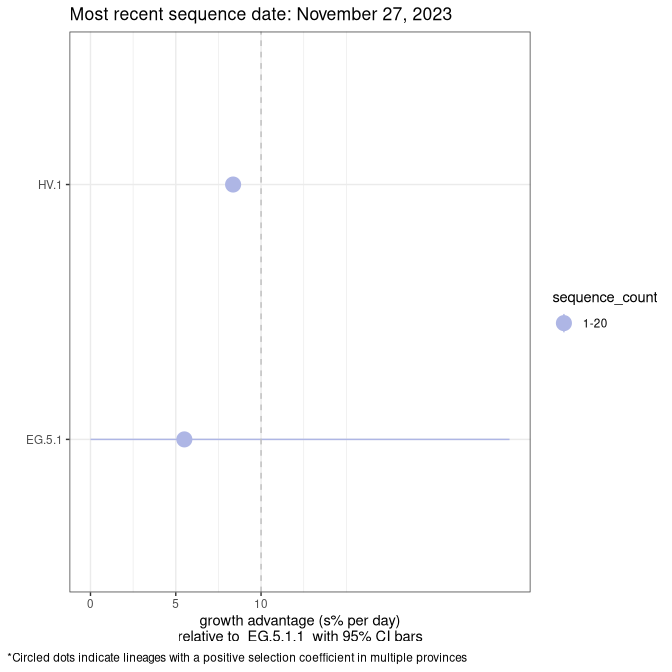 Most recent sequence date: November 27, 2023
HV.1
EG.5.1
0 5 10
growth advantage (s% per day)
relative to EG.5.1.1 with 95% CI bars
sequence_count
1-20
*Circled dots indicate lineages with a positive selection coefficient in multiple provinces